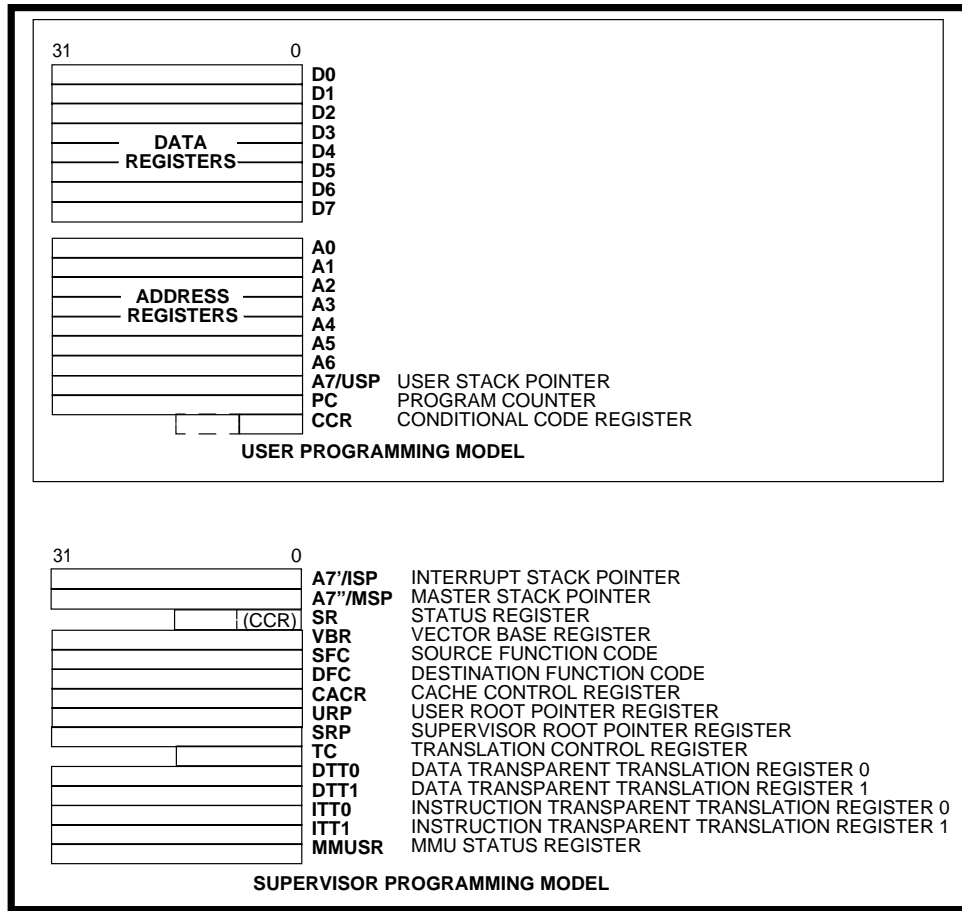 31 0
D0
D1
D2
D3
DATA
D4
REGISTERS
D5
D6
D7
A0
A1
A2
ADDRESS
A3
REGISTERS
A4
A5
A6
A7/USP USER STACK POINTER
PC PROGRAM COUNTER
CCR CONDITIONAL CODE REGISTER
USER PROGRAMMING MODEL
31 0
A7'/ISP INTERRUPT STACK POINTER
A7"/MSP MASTER STACK POINTER
(CCR) SR STATUS REGISTER
VBR VECTOR BASE REGISTER
SFC SOURCE FUNCTION CODE
DFC DESTINATION FUNCTION CODE
CACR CACHE CONTROL REGISTER
URP USER ROOT POINTER REGISTER
SRP SUPERVISOR ROOT POINTER REGISTER
TC TRANSLATION CONTROL REGISTER
DTT0 DATA TRANSPARENT TRANSLATION REGISTER 0
DTT1 DATA TRANSPARENT TRANSLATION REGISTER 1
ITT0 INSTRUCTION TRANSPARENT TRANSLATION REGISTER 0
ITT1 INSTRUCTION TRANSPARENT TRANSLATION REGISTER 1
MMUSR MMU STATUS REGISTER
SUPERVISOR PROGRAMMING MODEL